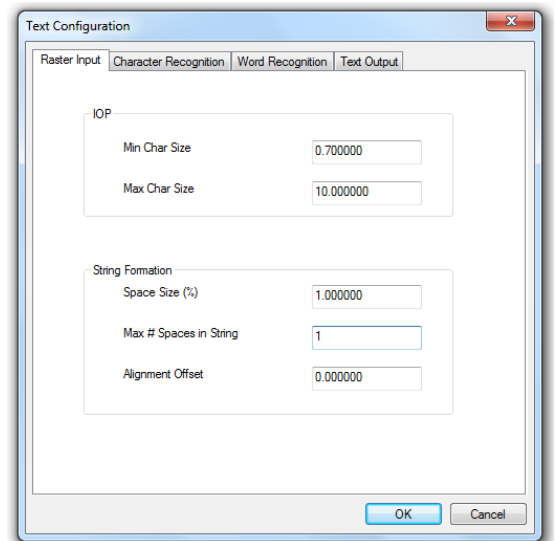 Text Configuration
Raster Input Character Recognition Word Recognition Text Output
IOP
Min Char Size 0.700000
Max Char Size 10.000000
String Formation
Space Size (%) 1.000000
Max # Spaces in String 1
Alignment Offset 0.000000
OK Cancel